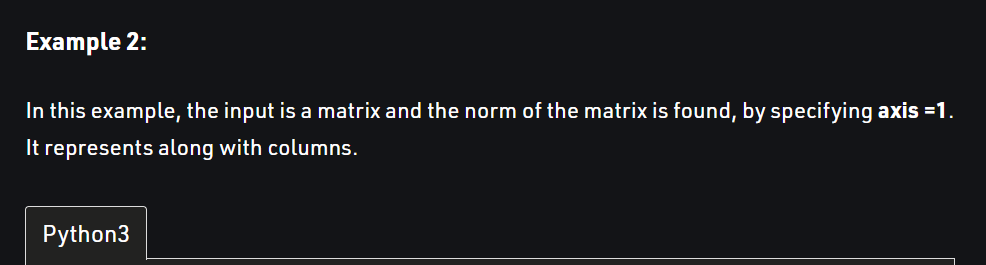 Example 2:
In this example, the input is a matrix and the norm of the matrix is found, by specifying axis =1.
It represents along with columns.
Python3